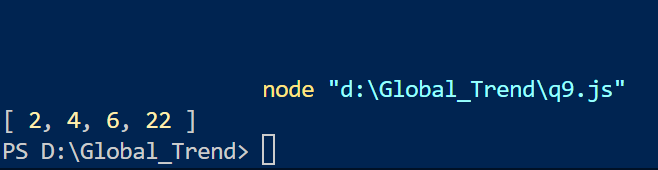 node "d:\Global_Trend\q9.js"
[ 2, 4, 6, 22 ]
PS D:\Global_Trend>